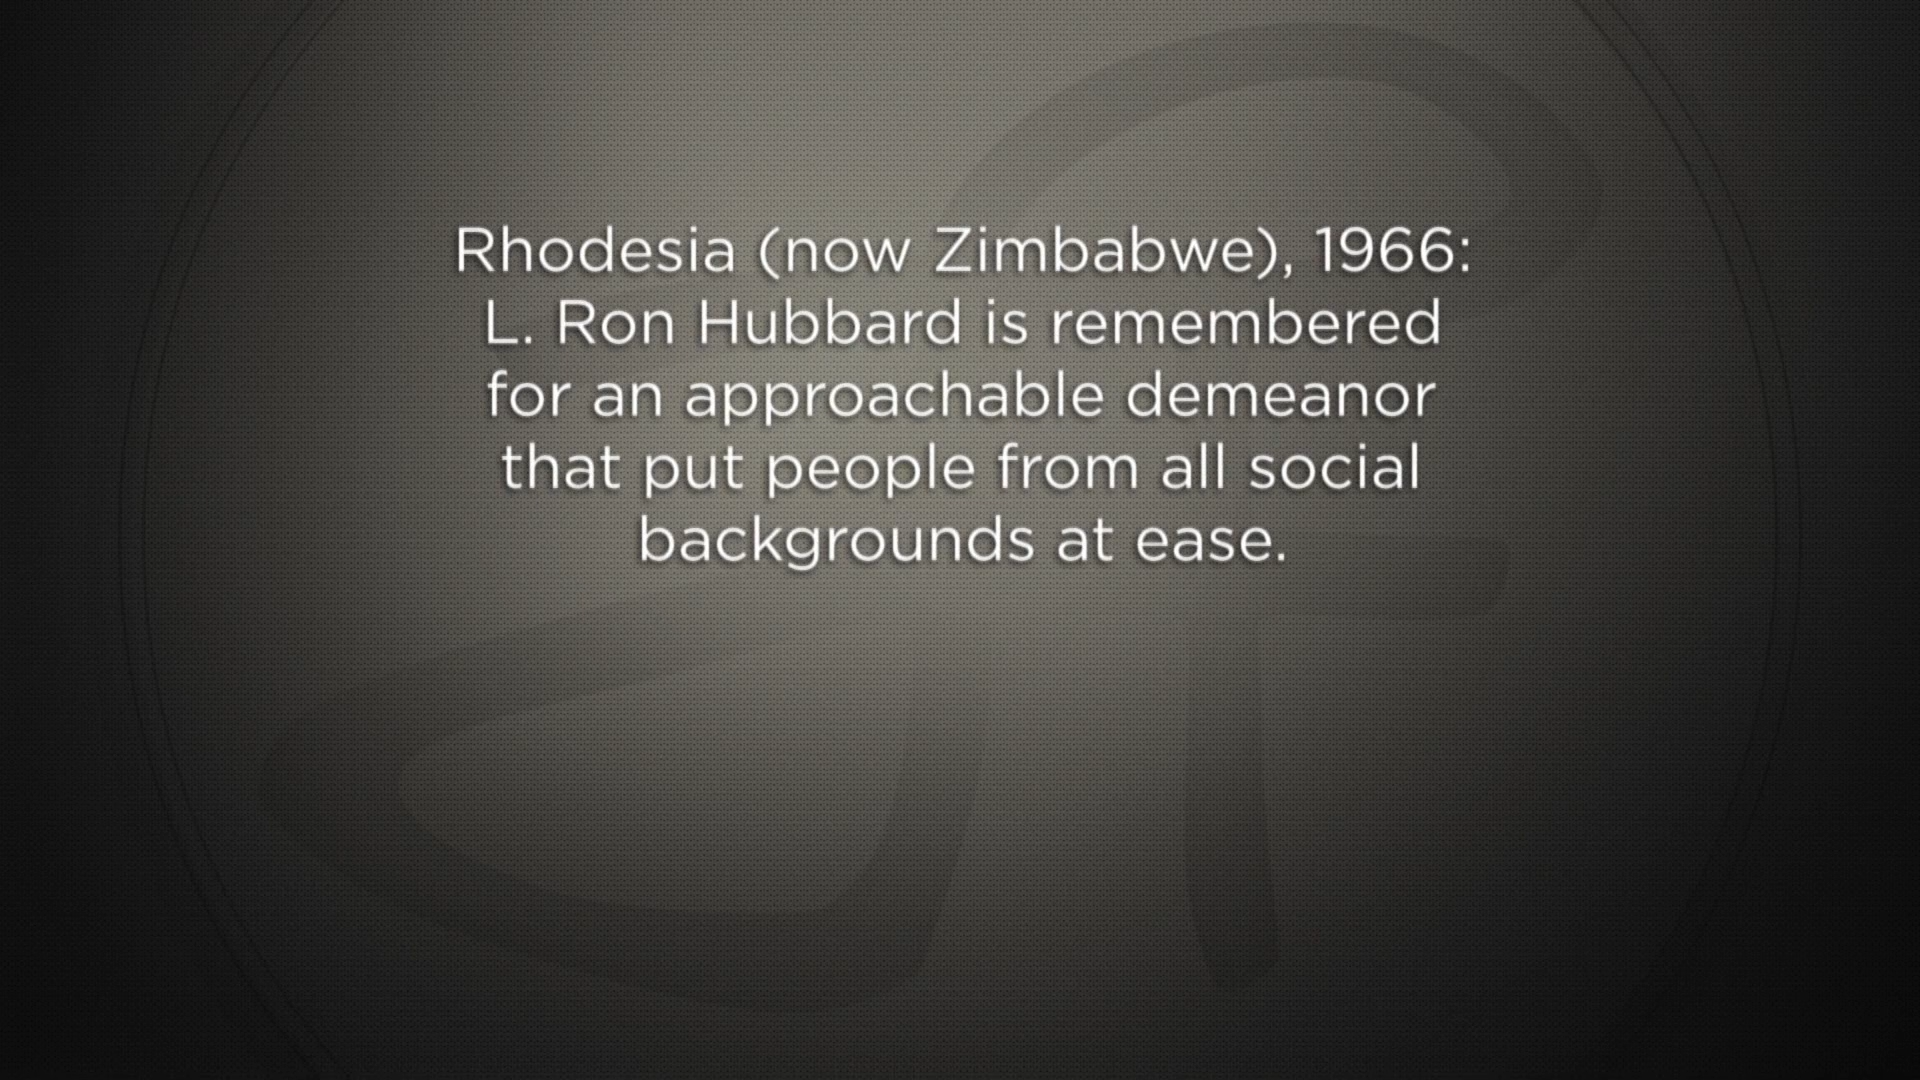 Rhodesia (now Zimbabwe), 1966:
L. Ron Hubbard is remembered
for an approachable demeanor
that put people from all social
backgrounds at ease.